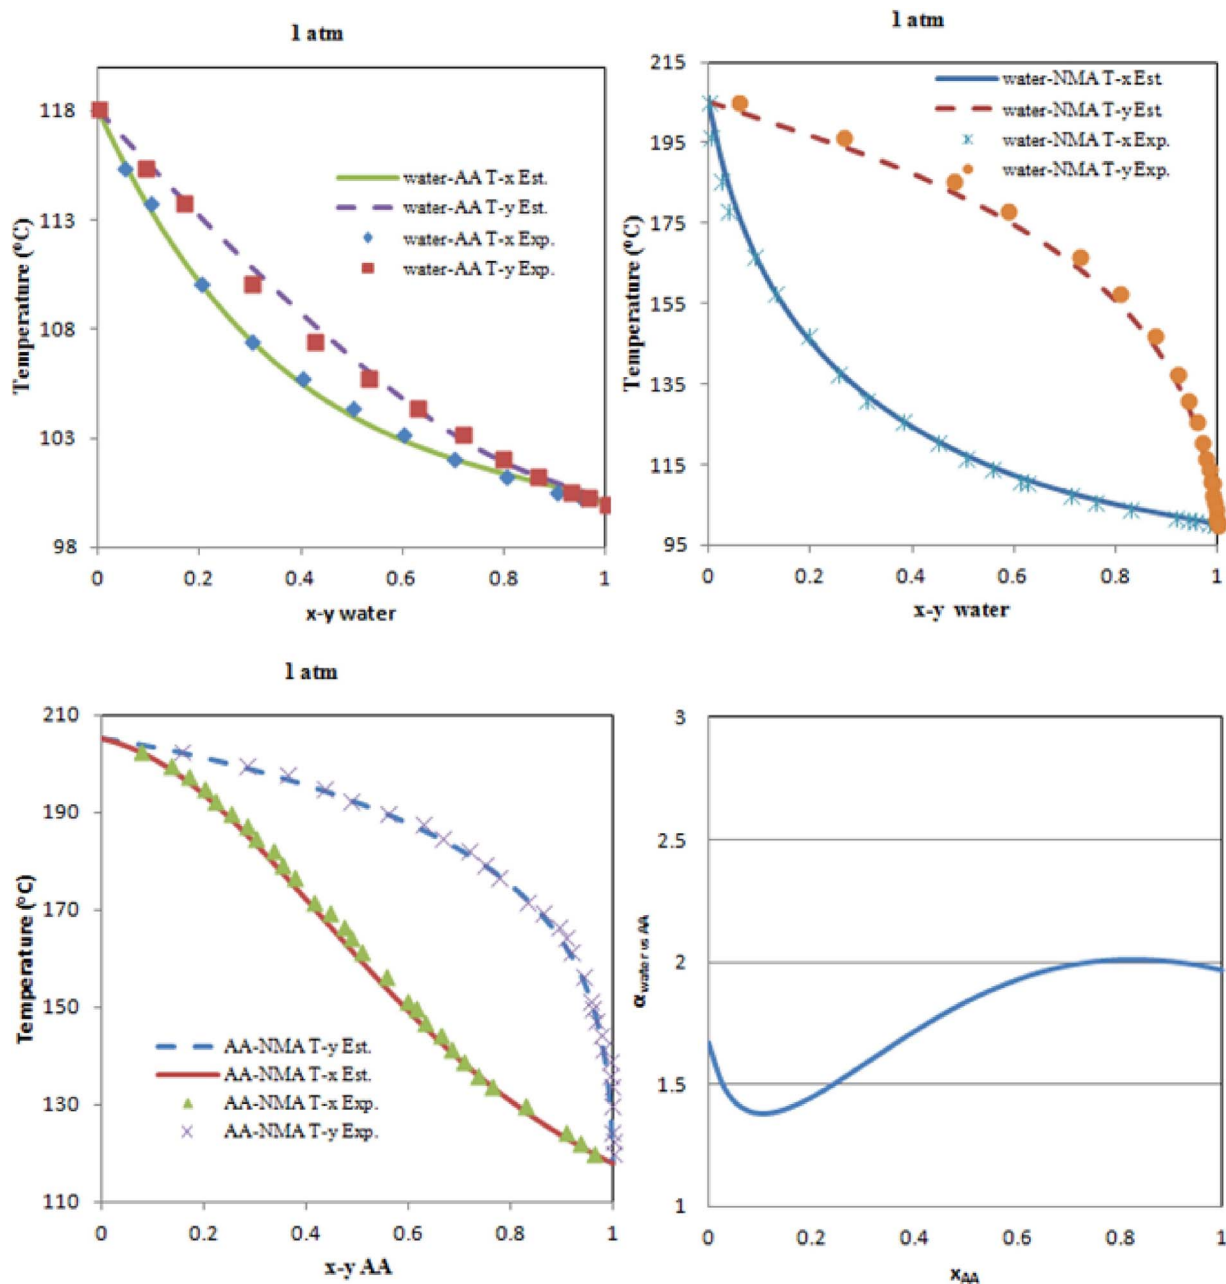 1 atm
118
113
108
103
98
Temperature (°C)
water-AA T-x Est.
water-AA T-y Est.
water-AA T-x Exp.
water-AA T-y Exp.
0 0.2 0.4 0.6 0.8 1
x-y water
1 atm
215
195
175
155
135
115
95
Temperature (°C)
water-NMA T-x Est.
water-NMA T-y Est.
water-NMA T-x Exp.
water-NMA T-y Exp.
0 0.2 0.4 0.6 0.8 1
x-y water
1 atm
210
190
170
150
130
110
Temperature (°C)
AA-NMA T-y Est.
AA-NMA T-x Est.
AA-NMA T-x Exp.
AA-NMA T-y Exp.
0 0.2 0.4 0.6 0.8 1
x-y AA
3
2.5
2
1.5
1
α water vs AA
0 0.2 0.4 0.6 0.8 1
xAA